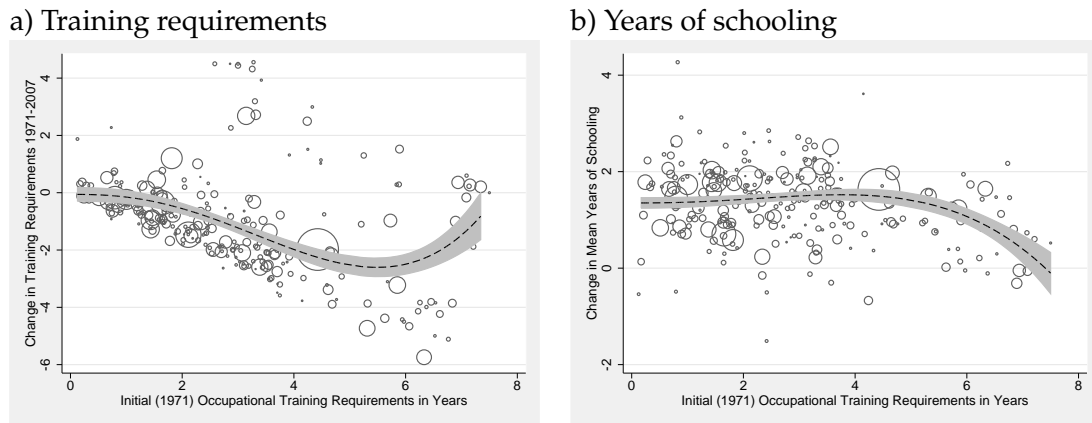 a) Training requirements
b) Years of schooling
Change in Training Requirements 1971-2007
4
2
0
-2
-4
-6
0 2 4 6 8
Initial (1971) Occupational Training Requirements in Years
Change in Mean Years of Schooling
4
2
0
-2
0 2 4 6 8
Initial (1971) Occupational Training Requirements in Years